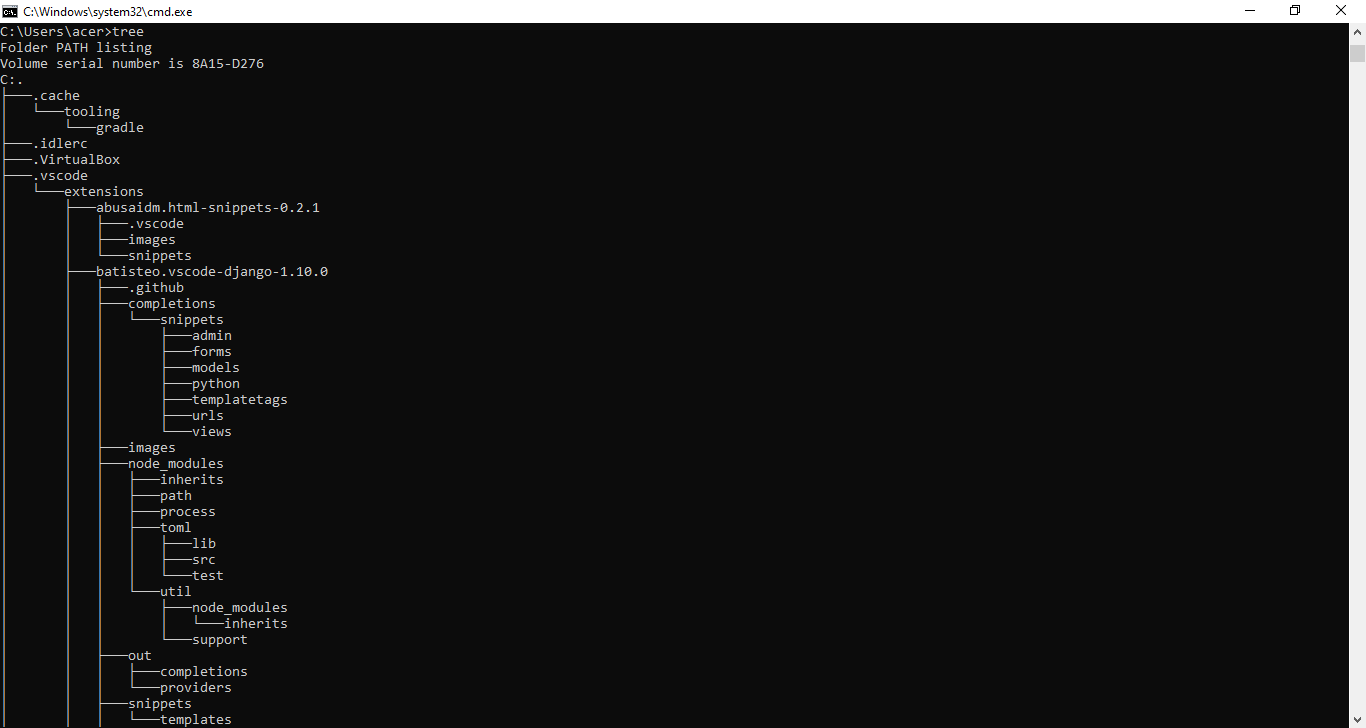 C:\Windows\system32\cmd.exe
C:\Users\acer>tree
Folder PATH listing
Volume serial number is 8A15-D276
C:.
├───.cache
│   └───tooling
│       └───gradle
├───.idlerc
├───.VirtualBox
├───.vscode
│   └───extensions
│       ├───abusaidm.html-snippets-0.2.1
│       │   ├───.vscode
│       │   ├───images
│       │   └───snippets
│       ├───batisteo.vscode-django-1.10.0
│       │   ├───.github
│       │   ├───completions
│       │   │   └───snippets
│       │   │       ├───admin
│       │   │       ├───forms
│       │   │       ├───models
│       │   │       ├───python
│       │   │       ├───templatetags
│       │   │       ├───urls
│       │   │       └───views
│       │   ├───images
│       │   ├───node_modules
│       │   │   ├───inherits
│       │   │   ├───path
│       │   │   ├───process
│       │   │   ├───toml
│       │   │   │   ├───lib
│       │   │   │   ├───src
│       │   │   │   └───test
│       │   │   └───util
│       │   │       ├───node_modules
│       │   │       │   └───inherits
│       │   │       └───support
│       │   ├───out
│       │   │   ├───completions
│       │   │   └───providers
│       │   ├───snippets
│       │   │   └───templates